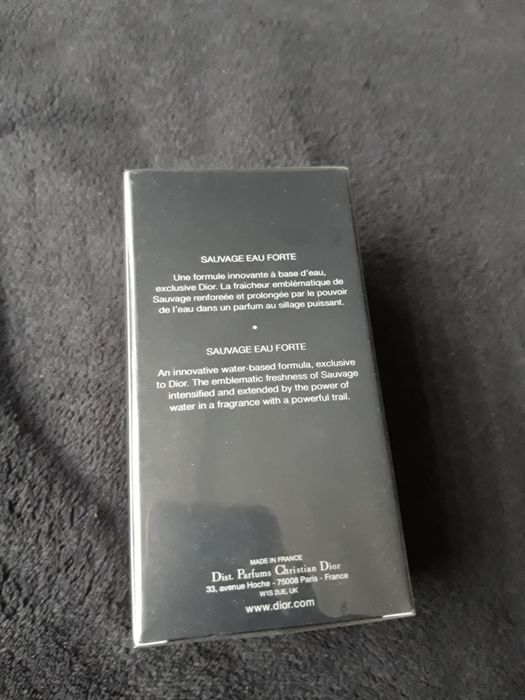 SAUVAGE EAU FORTE
Une formule innovante à base d'eau,
exclusive Dior. La fraîcheur emblématique de
Sauvage renforcée et prolongée par le pouvoir
de l'eau dans un parfum au sillage puissant.
•
SAUVAGE EAU FORTE
An innovative water-based formula, exclusive
to Dior. The emblematic freshness of Sauvage
intensified and extended by the power of
water in a fragrance with a powerful trail.
MADE IN FRANCE
Dist. Parfums Christian Dior
33, avenue Hoche - 75008 Paris - France
W1S 2UE, UK
www.dior.com